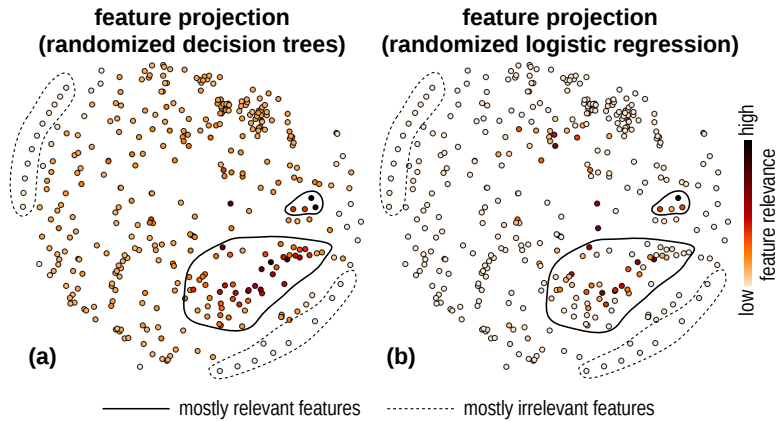 feature projection
(randomized decision trees)
feature projection
(randomized logistic regression)
high
feature relevance
low
(a)
(b)
mostly relevant features
mostly irrelevant features